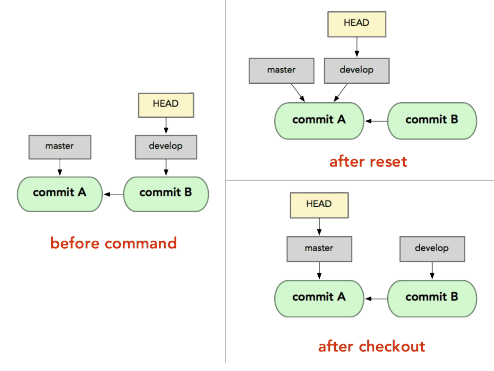 HEAD
master
develop
commit A
commit B
before command
HEAD
master
develop
commit A
commit B
after reset
HEAD
master
develop
commit A
commit B
after checkout